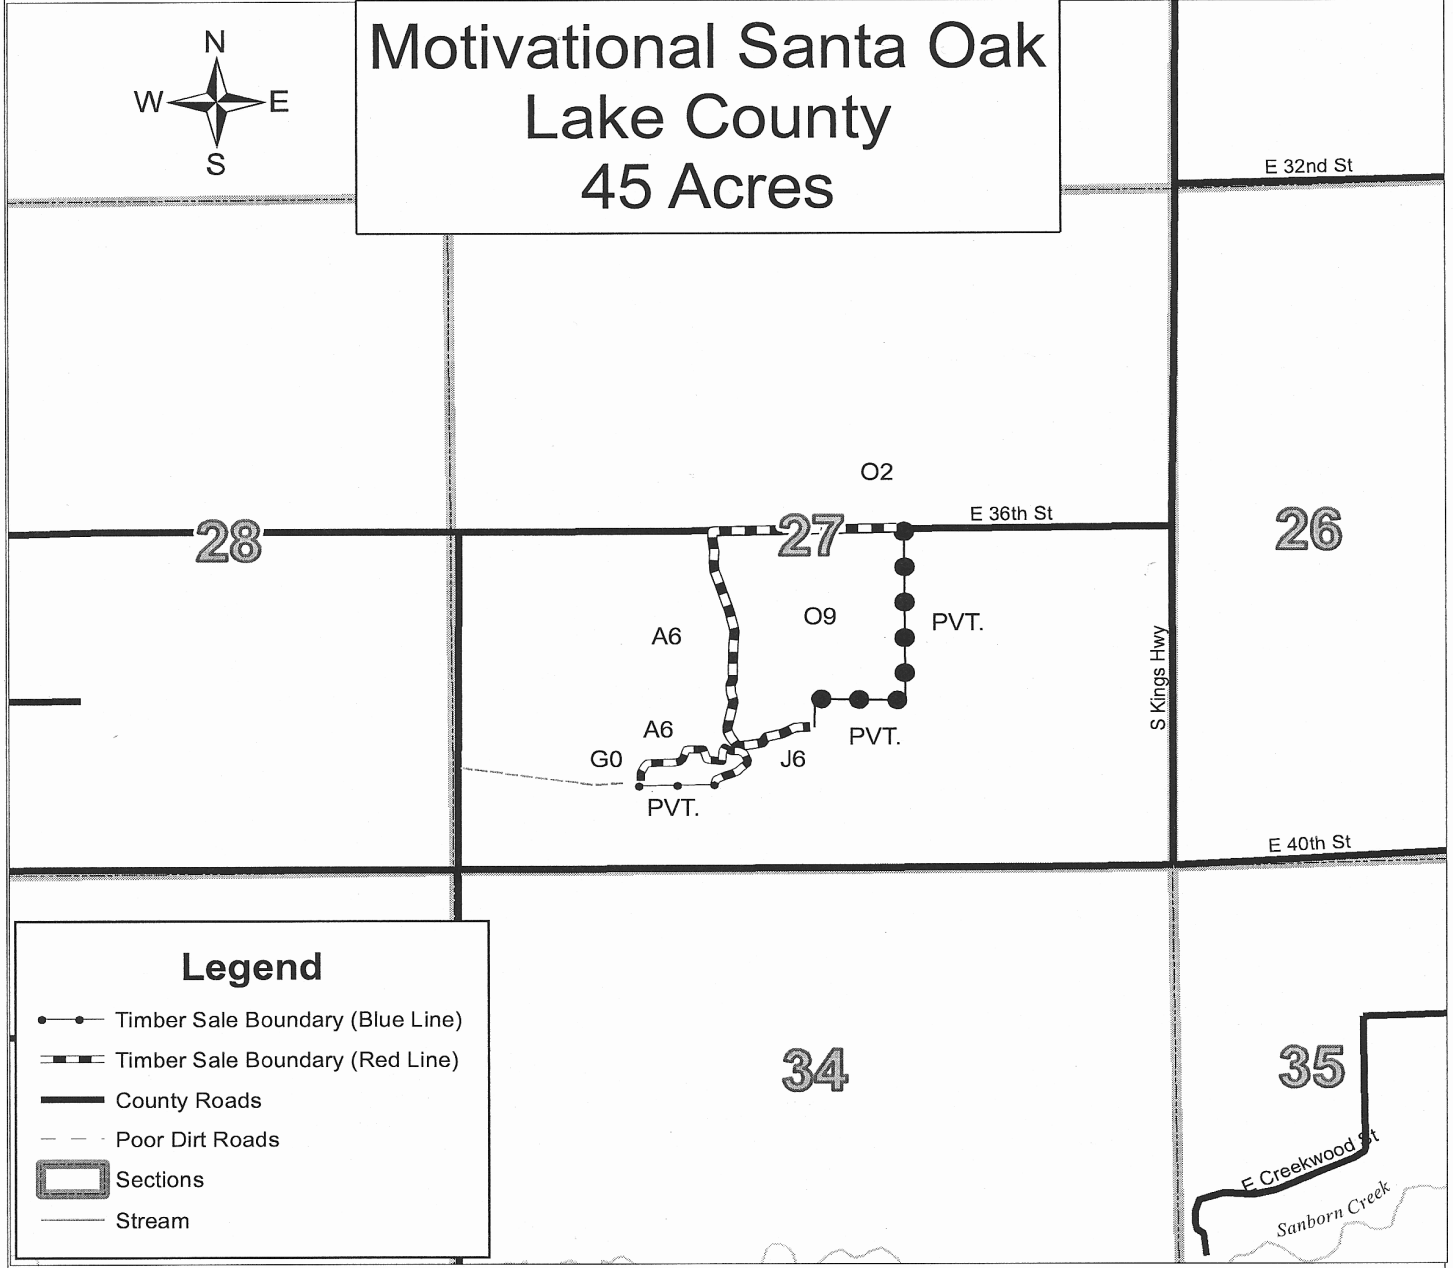 N
W E
S
Motivational Santa Oak
Lake County
45 Acres
E 32nd St
O2
E 36th St
28
27
26
A6
O9
PVT.
S Kings Hwy
A6
PVT.
G0
J6
PVT.
E 40th St
Legend
Timber Sale Boundary (Blue Line)
Timber Sale Boundary (Red Line)
County Roads
Poor Dirt Roads
Sections
Stream
34
35
E Creekwood St
Sanborn Creek